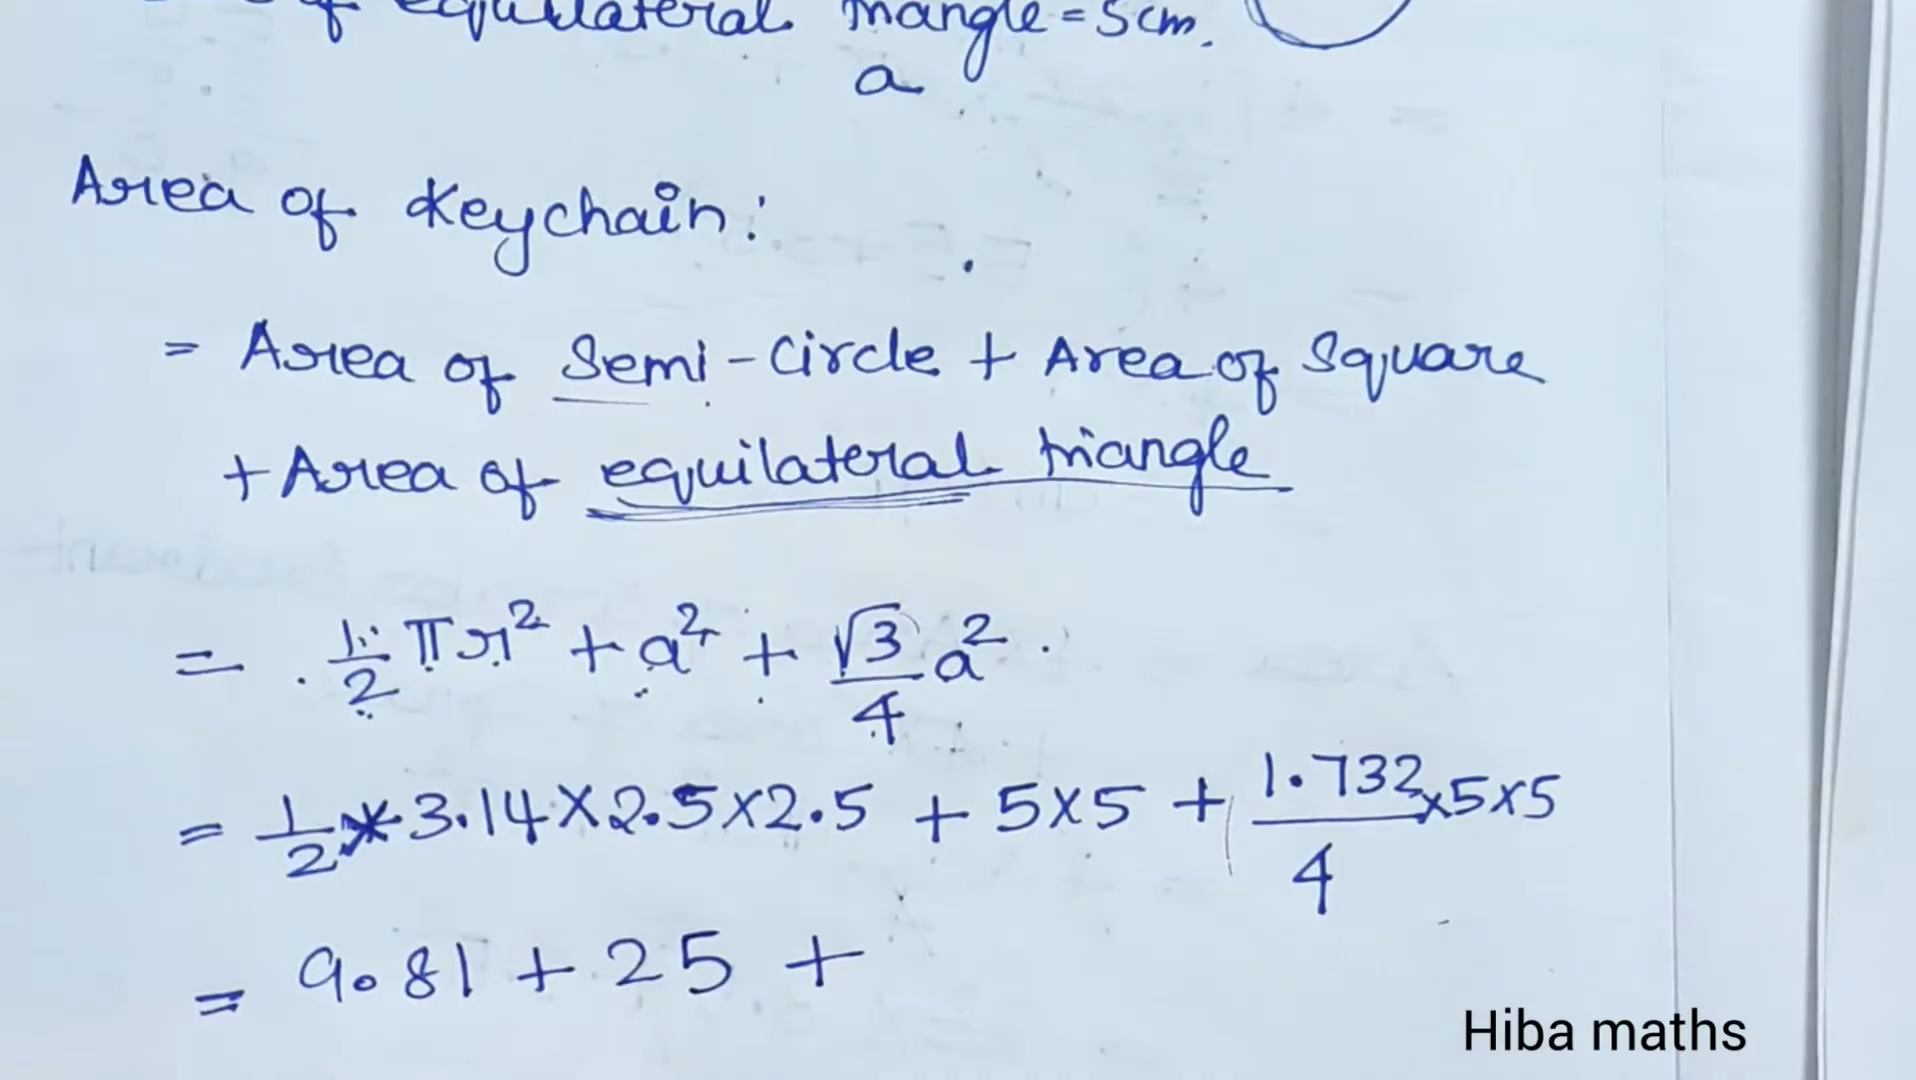 of equilateral triangle = 5cm.
a
Area of Keychain:
= Area of Semi-Circle + Area of Square
+ Area of equilateral triangle
= 1/2 πr² + a² + √3/4 a².
= 1/2 × 3.14 × 2.5 × 2.5 + 5×5 + 1.732/4 × 5×5
= 9.81 + 25 +
Hiba maths